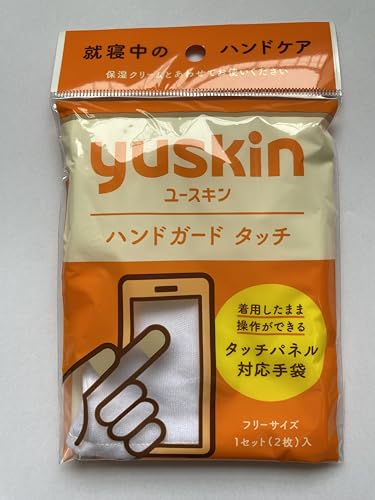 就寝中の ハンドケア
保湿クリームとあわせてお使いください
yuskin
ユースキン
ハンドガード タッチ
着用したまま
操作ができる
タッチパネル
対応手袋
フリーサイズ
1セット(2枚)入